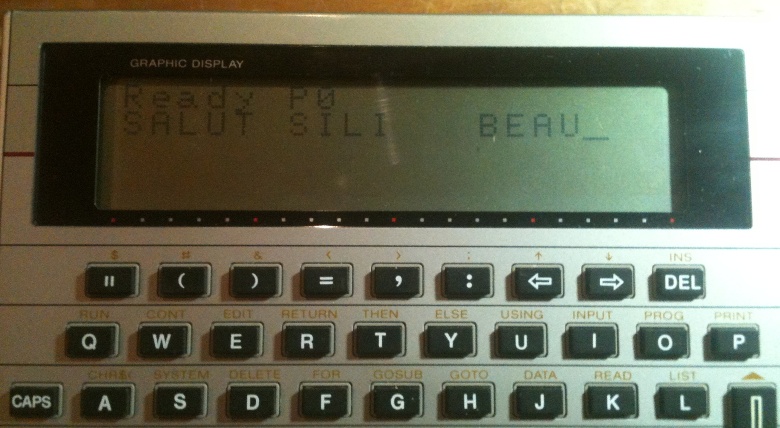 GRAPHIC DISPLAY
Ready P0
SALUT SILI BEAU_
$ # & < > : ↑ ↓ INS
" ( ) = , : ⇦ ⇨ DEL
RUN CONT EDIT RETURN THEN ELSE USING INPUT PROG PRINT
Q W E R T Y U I O P
CHR$( SYSTEM DELETE FOR GOSUB GOTO DATA READ LIST
CAPS A S D F G H J K L